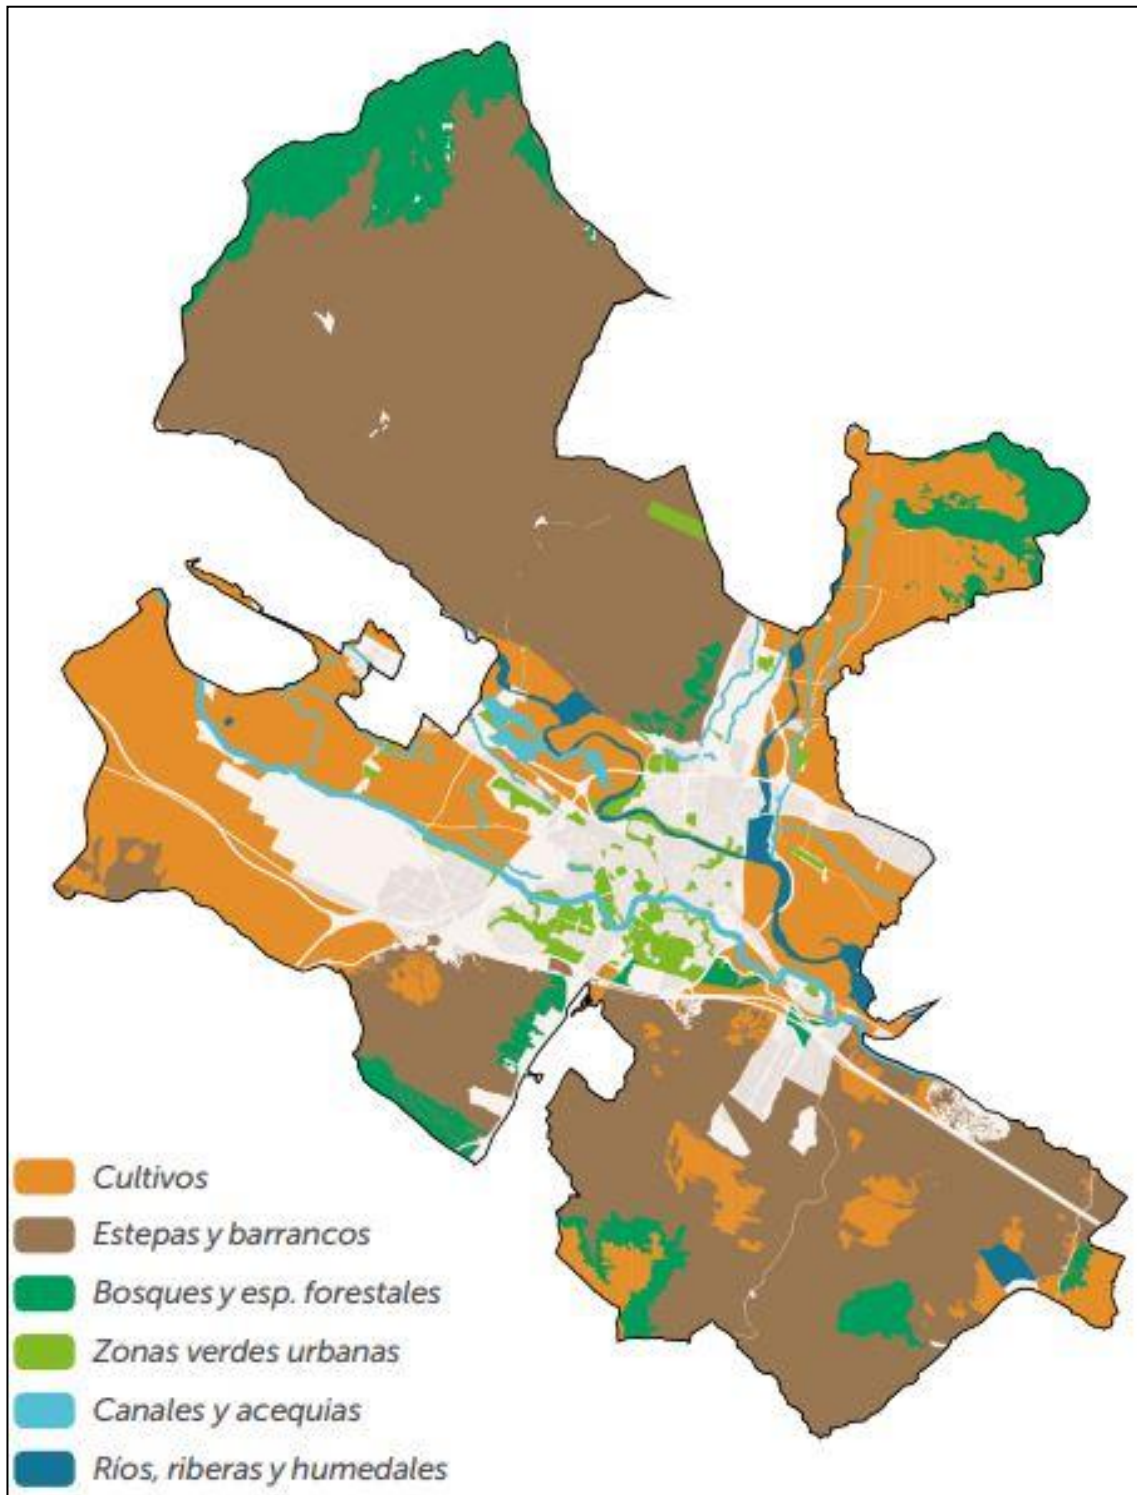 Cultivos
Estepas y barrancos
Bosques y esp. forestales
Zonas verdes urbanas
Canales y acequias
Ríos, riberas y humedales